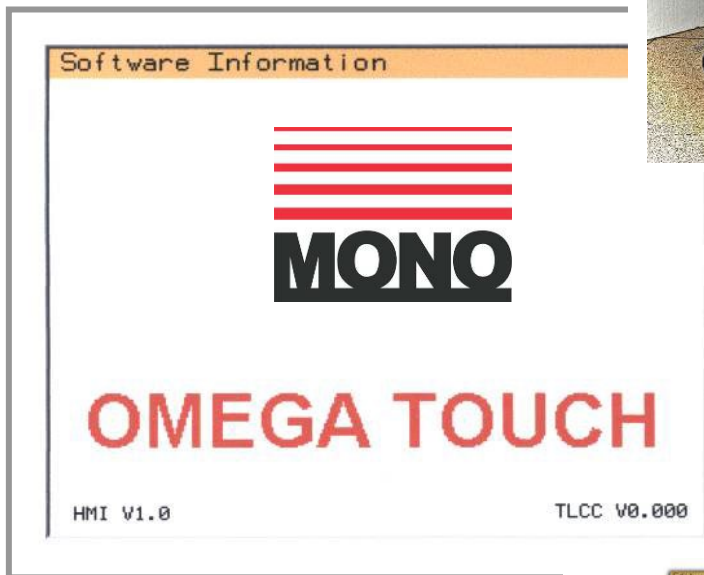 Software Information
MONO
OMEGA TOUCH
HMI V1.0
TLCC V0.000